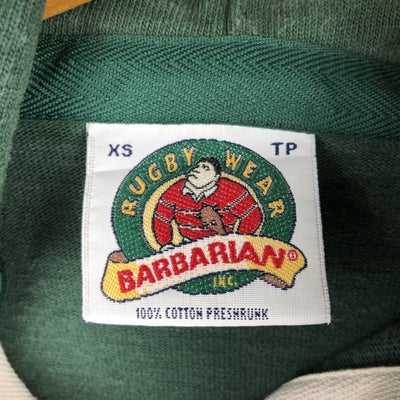 XS TP
RUGBY WEAR
BARBARIAN®
INC.
100% COTTON PRESHRUNK